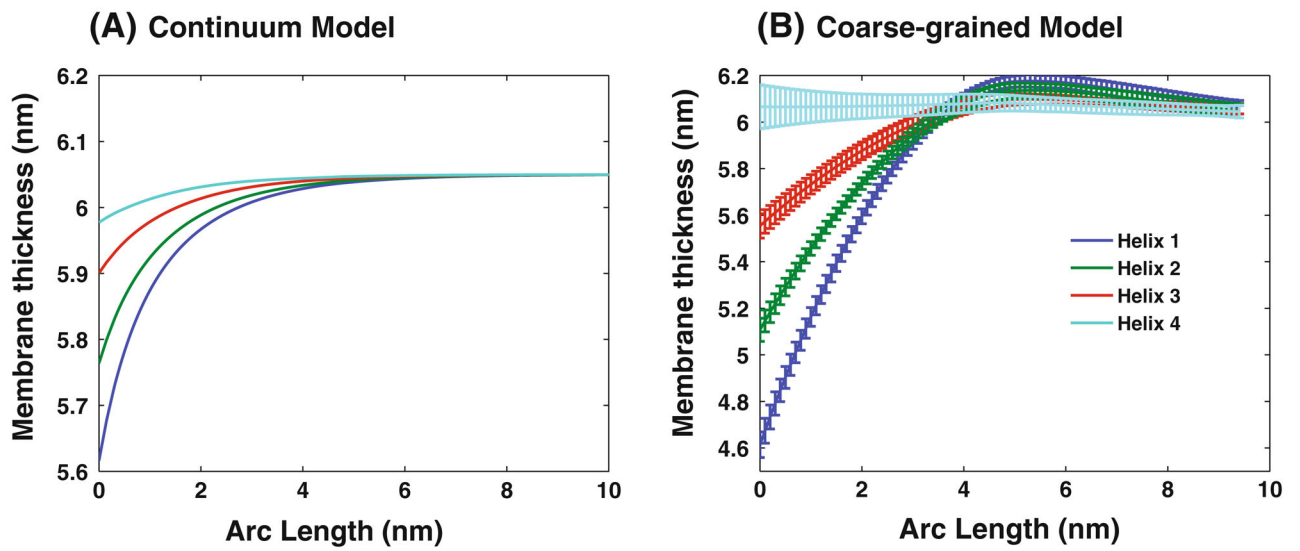 (A) Continuum Model
Membrane thickness (nm)
6.2
6.1
6
5.9
5.8
5.7
5.6
0 2 4 6 8 10
Arc Length (nm)
(B) Coarse-grained Model
Membrane thickness (nm)
6.2
6
5.8
5.6
5.4
5.2
5
4.8
4.6
Helix 1
Helix 2
Helix 3
Helix 4
0 2 4 6 8 10
Arc Length (nm)